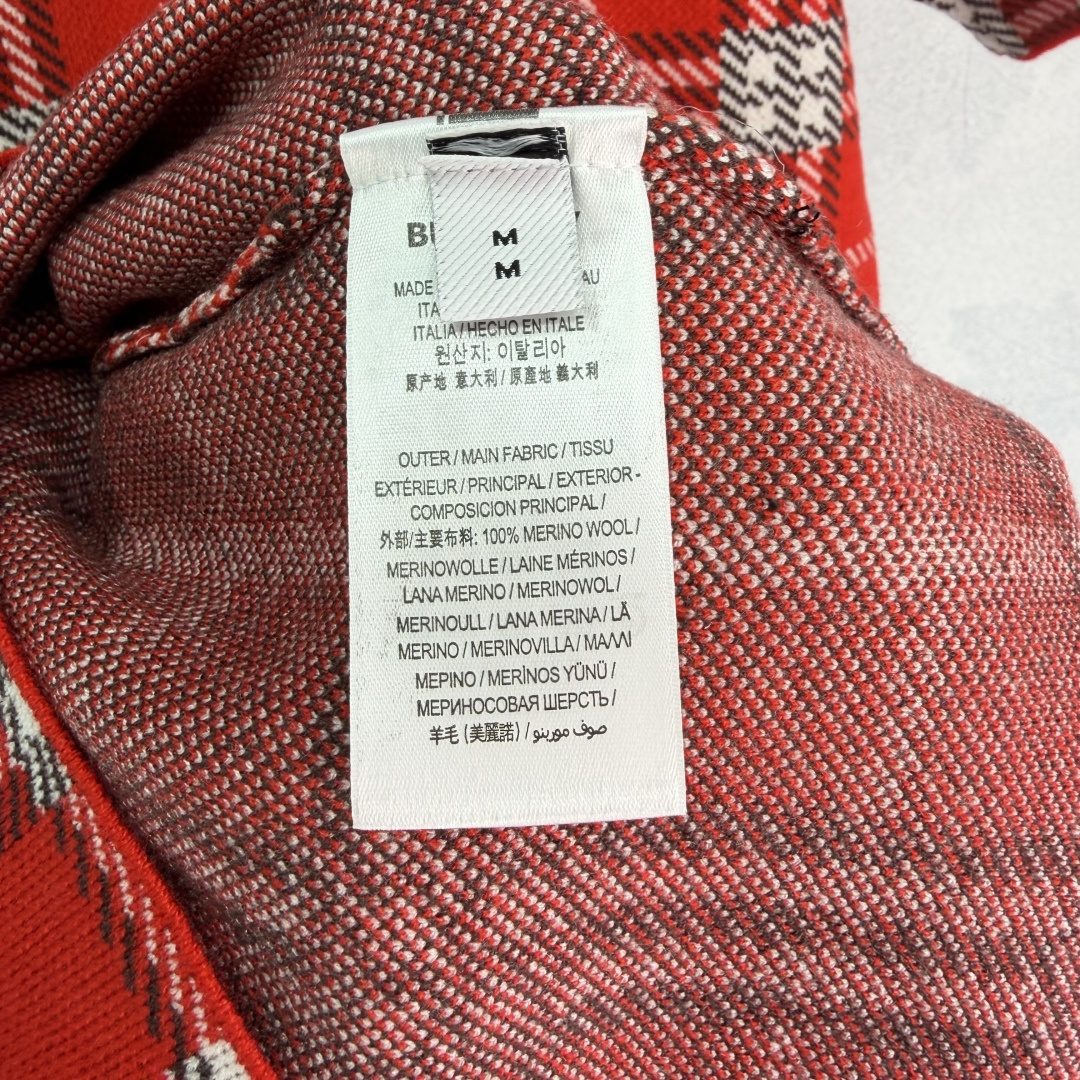 M
M
MADE
AU
ITA
ITALIA / HECHO EN ITALE
원산지: 이탈리아
原产地 意大利 / 原產地 義大利
OUTER / MAIN FABRIC / TISSU
EXTÉRIEUR / PRINCIPAL / EXTERIOR -
COMPOSICION PRINCIPAL /
外部/主要布料: 100% MERINO WOOL /
MERINOWOLLE / LAINE MÉRINOS /
LANA MERINO / MERINOWOL /
MERINOULL / LANA MERINA / LÃ
MERINO / MERINOVILLA / ΜΑΛΛΙ
ΜΕΡΙΝΟ / MERİNOS YÜNÜ /
МЕРИНОСОВАЯ ШЕРСТЬ /
羊毛 (美麗諾) / صوف مورينو